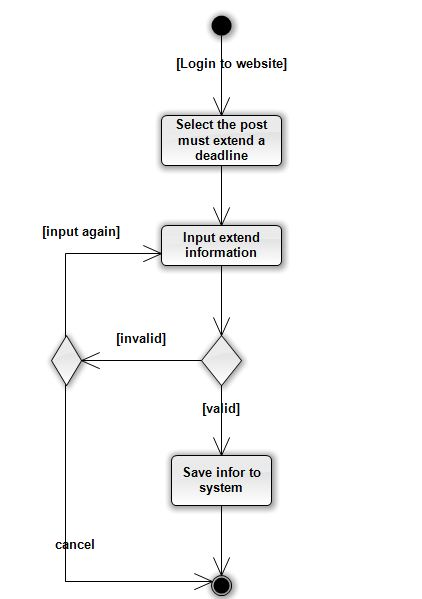 [Login to website]
Select the post
must extend a
deadline
[input again]
Input extend
information
[invalid]
[valid]
Save infor to
system
cancel